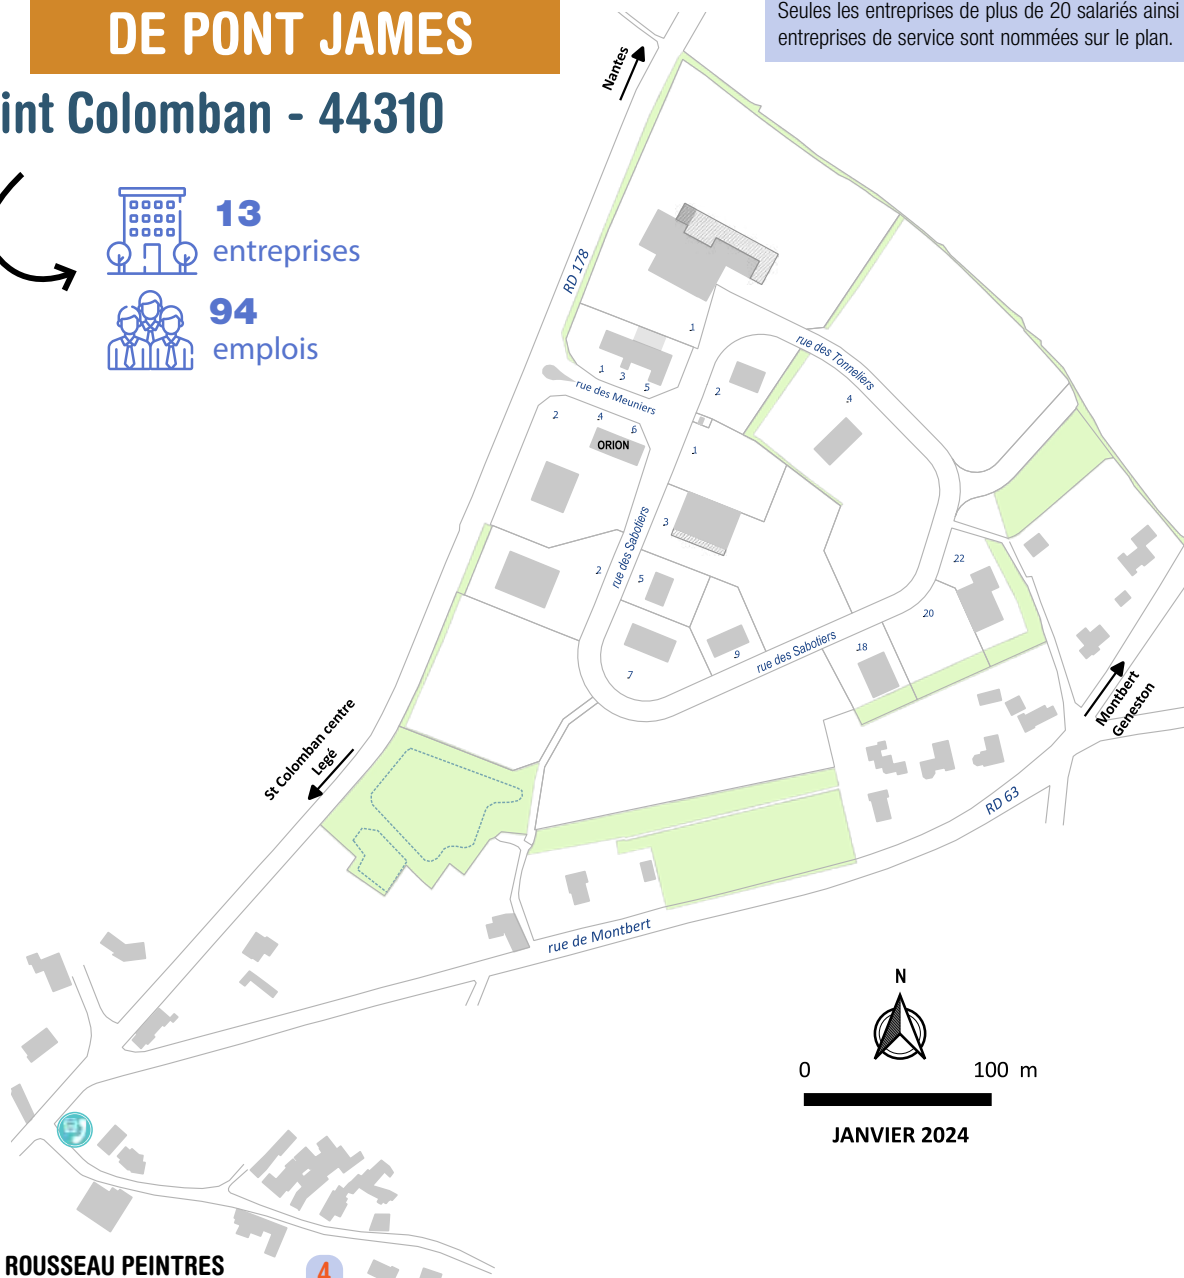 DE PONT JAMES
int Colomban - 44310
Seules les entreprises de plus de 20 salariés ainsi
entreprises de service sont nommées sur le plan.
13
entreprises
94
emplois
Nantes
RD 178
1
1
3
5
rue des Meuniers
2
4
6
ORION
rue des Tonneliers
2
4
1
3
rue des Sabotiers
2
5
7
9
rue des Sabotiers
18
20
22
Montbert
Geneston
St Colomban centre
Legé
RD 63
rue de Montbert
N
0
100 m
JANVIER 2024
ROUSSEAU PEINTRES
4